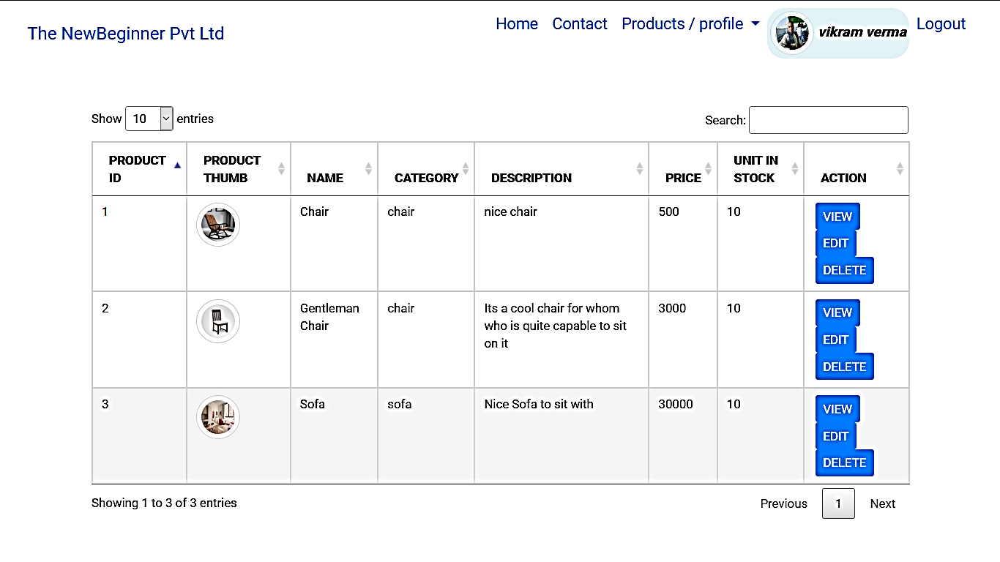 The NewBeginner Pvt Ltd
Home Contact Products / profile vikram verma Logout
Show 10 entries
Search:
PRODUCT ID PRODUCT THUMB NAME CATEGORY DESCRIPTION PRICE UNIT IN STOCK ACTION
1 Chair chair nice chair 500 10 VIEW
EDIT
DELETE
2 Gentleman chair Its a cool chair for whom 3000 10 VIEW
Chair who is quite capable to sit EDIT
on it DELETE
3 Sofa sofa Nice Sofa to sit with 30000 10 VIEW
EDIT
DELETE
Showing 1 to 3 of 3 entries
Previous 1 Next